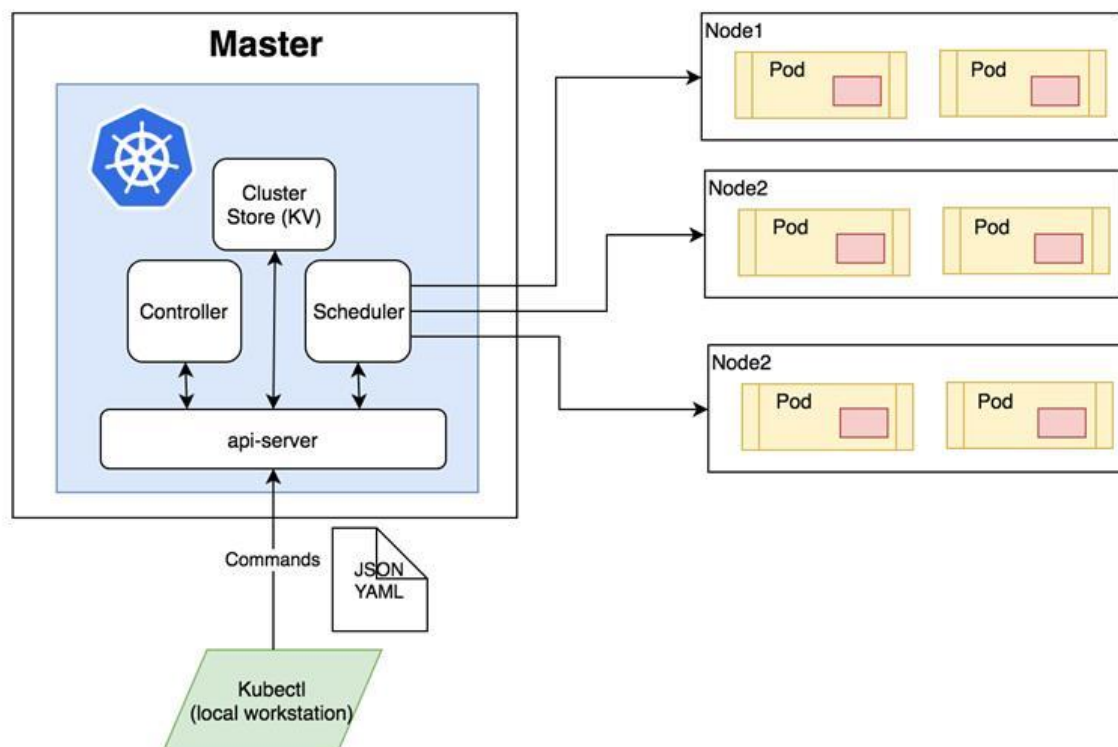 Master
Cluster
Store (KV)
Controller
Scheduler
api-server
Commands
JSON
YAML
Kubectl
(local workstation)
Node1
Pod
Pod
Node2
Pod
Pod
Node2
Pod
Pod